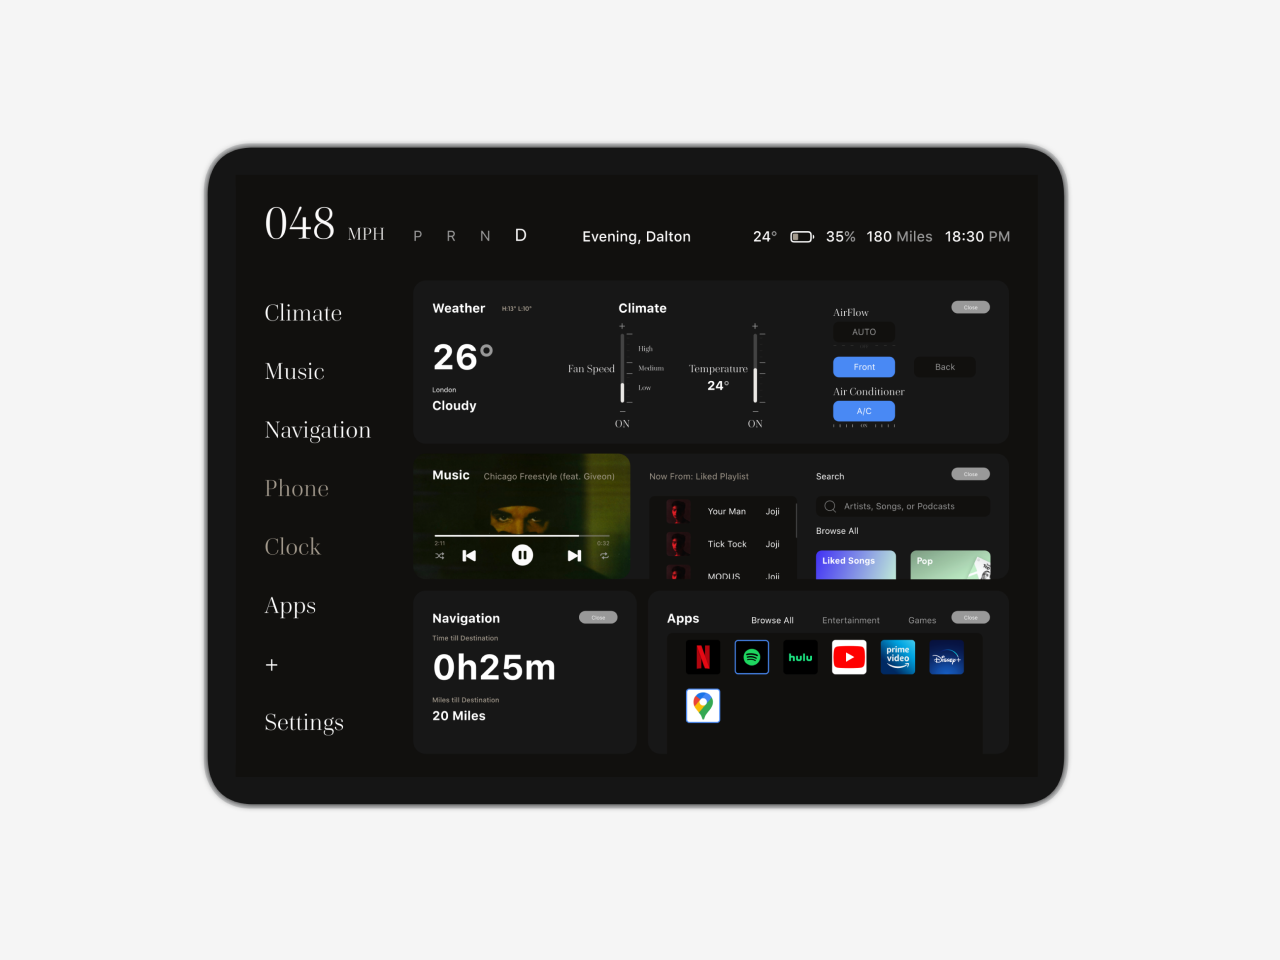 048 MPH
P R N D
Evening, Dalton
24° 35% 180 Miles 18:30 PM
Climate
Music
Navigation
Phone
Clock
Apps
+
Settings
Weather H:13° L:10°
26°
London
Cloudy
Climate
+
High
Fan Speed Medium
Low
−
ON
+
Temperature
24°
−
ON
Close
AirFlow
AUTO
Front Back
Air Conditioner
A/C
Music Chicago Freestyle (feat. Giveon)
2:11 0:32
Now From: Liked Playlist
Your Man Joji
Tick Tock Joji
MODUS Joji
Search Close
Artists, Songs, or Podcasts
Browse All
Liked Songs Pop
Navigation Close
Time till Destination
0h25m
Miles till Destination
20 Miles
Apps Browse All Entertainment Games Close
N
hulu
prime
video
Disney+